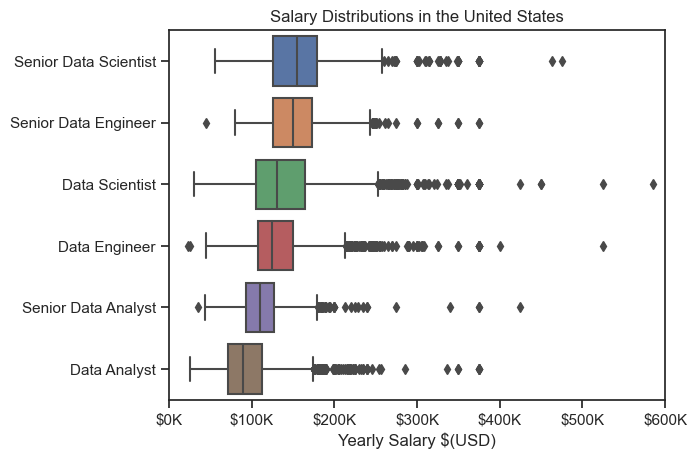 Salary Distributions in the United States
Senior Data Scientist
Senior Data Engineer
Data Scientist
Data Engineer
Senior Data Analyst
Data Analyst
$0K $100K $200K $300K $400K $500K $600K
Yearly Salary $(USD)